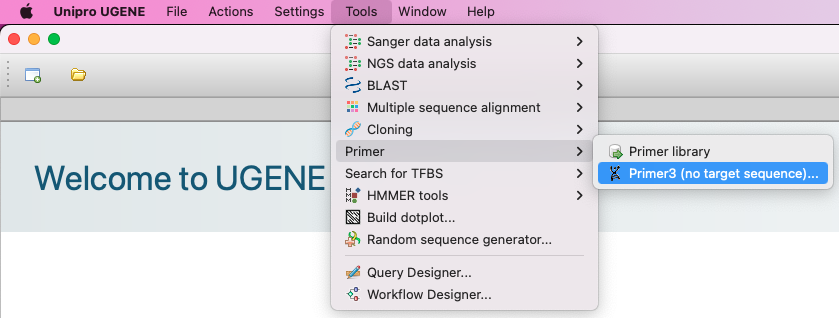 Unipro UGENE File Actions Settings Tools Window Help
Sanger data analysis
NGS data analysis
BLAST
Multiple sequence alignment
Cloning
Primer
Primer library
Search for TFBS
Primer3 (no target sequence)...
Welcome to UGENE
HMMER tools
Build dotplot...
Random sequence generator...
Query Designer...
Workflow Designer...